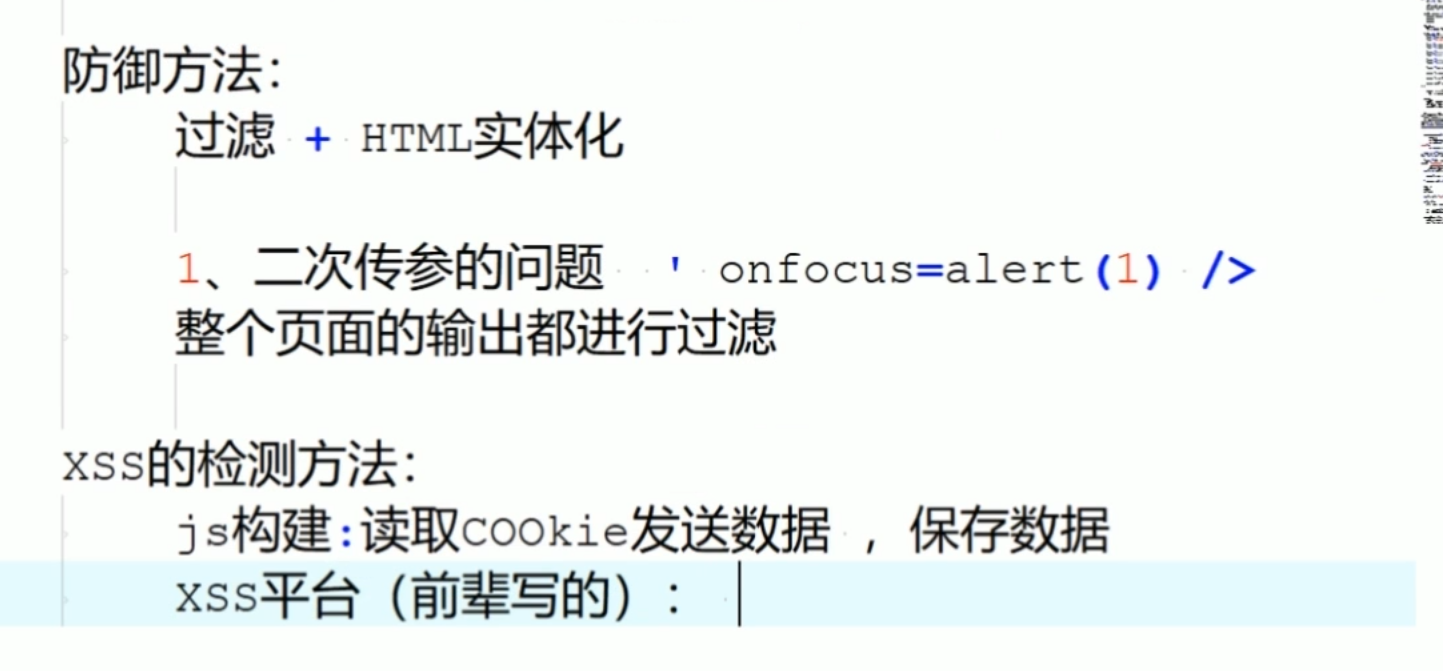 防御方法：
过滤 + HTML实体化
1、二次传参的问题 ' onfocus=alert(1) />
整个页面的输出都进行过滤
XSS的检测方法：
js构建:读取COOkie发送数据 ，保存数据
XSS平台（前辈写的）：